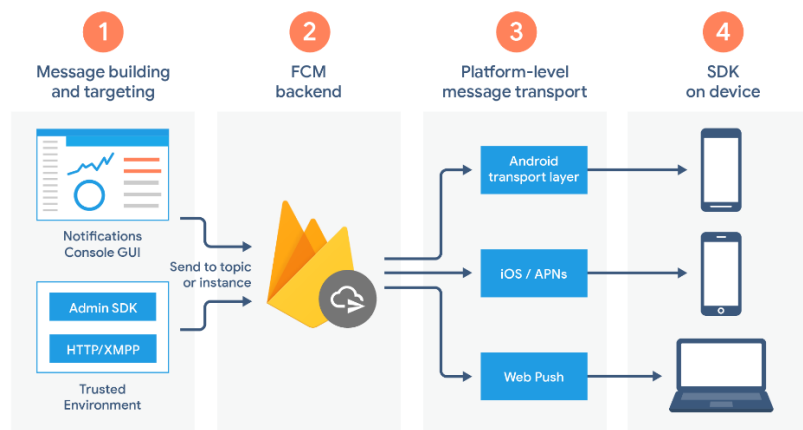 1
Message building
and targeting
2
FCM
backend
3
Platform-level
message transport
4
SDK
on device
Notifications
Console GUI
Admin SDK
HTTP/XMPP
Trusted
Environment
Send to topic
or instance
Android
transport layer
iOS / APNs
Web Push